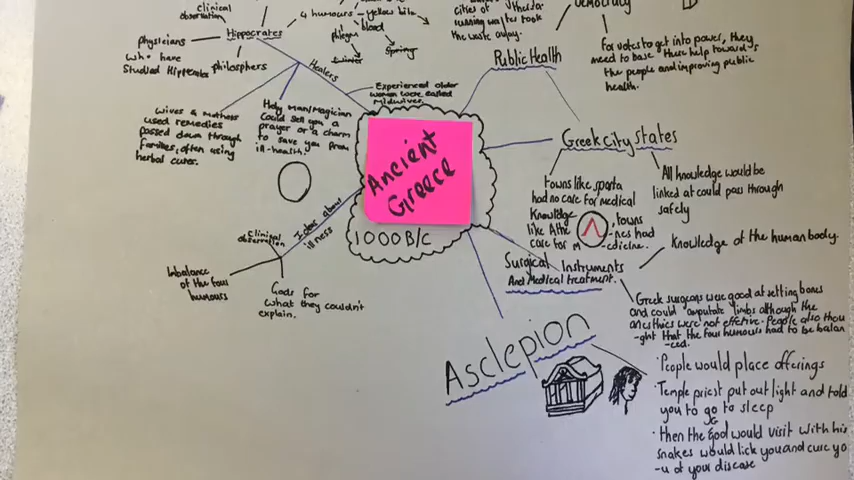 Clinical
observation
Hippocrates
physicians
who have
Studied Hippocrates
philosphers
4 humours
yellow bile
blood
phlegm
winter
Spring
Healers
Experienced older
women were called
Midwives
wives & mothers
used remedies
passed down through
families, often using
herbal cures.
Holy Man/Magician
Could sell you a
prayer or a charm
to save you from
ill-health.
cities of
running water took
the waste away.
Public Health
Democracy
for votes to get into power, they
need to base there help towards
the people and improving public
health.
Ancient
Greece
1000B/C
Greek city states
towns like sparta
had no care for medical
Knowledge
towns
like Athe
nes had
care for m
edicine.
All knowledge would be
linked at could pass through
safely
Ideas about
illness
Clinical
observation
Imbalance
of the four
humours
Gods for
what they couldn't
explain.
Surgical Instruments
And Medical treatment.
Knowledge of the human body.
Greek surgeons were good at setting bones
and could amputate limbs although the
anesthics were not effective. People also thou
-ght that the four humours had to be balan
-ced.
Asclepion
• People would place offerings
• Temple priest put out light and told
you to go to sleep
• then the God would visit with his
snakes would lick you and cure yo
-u of your disease